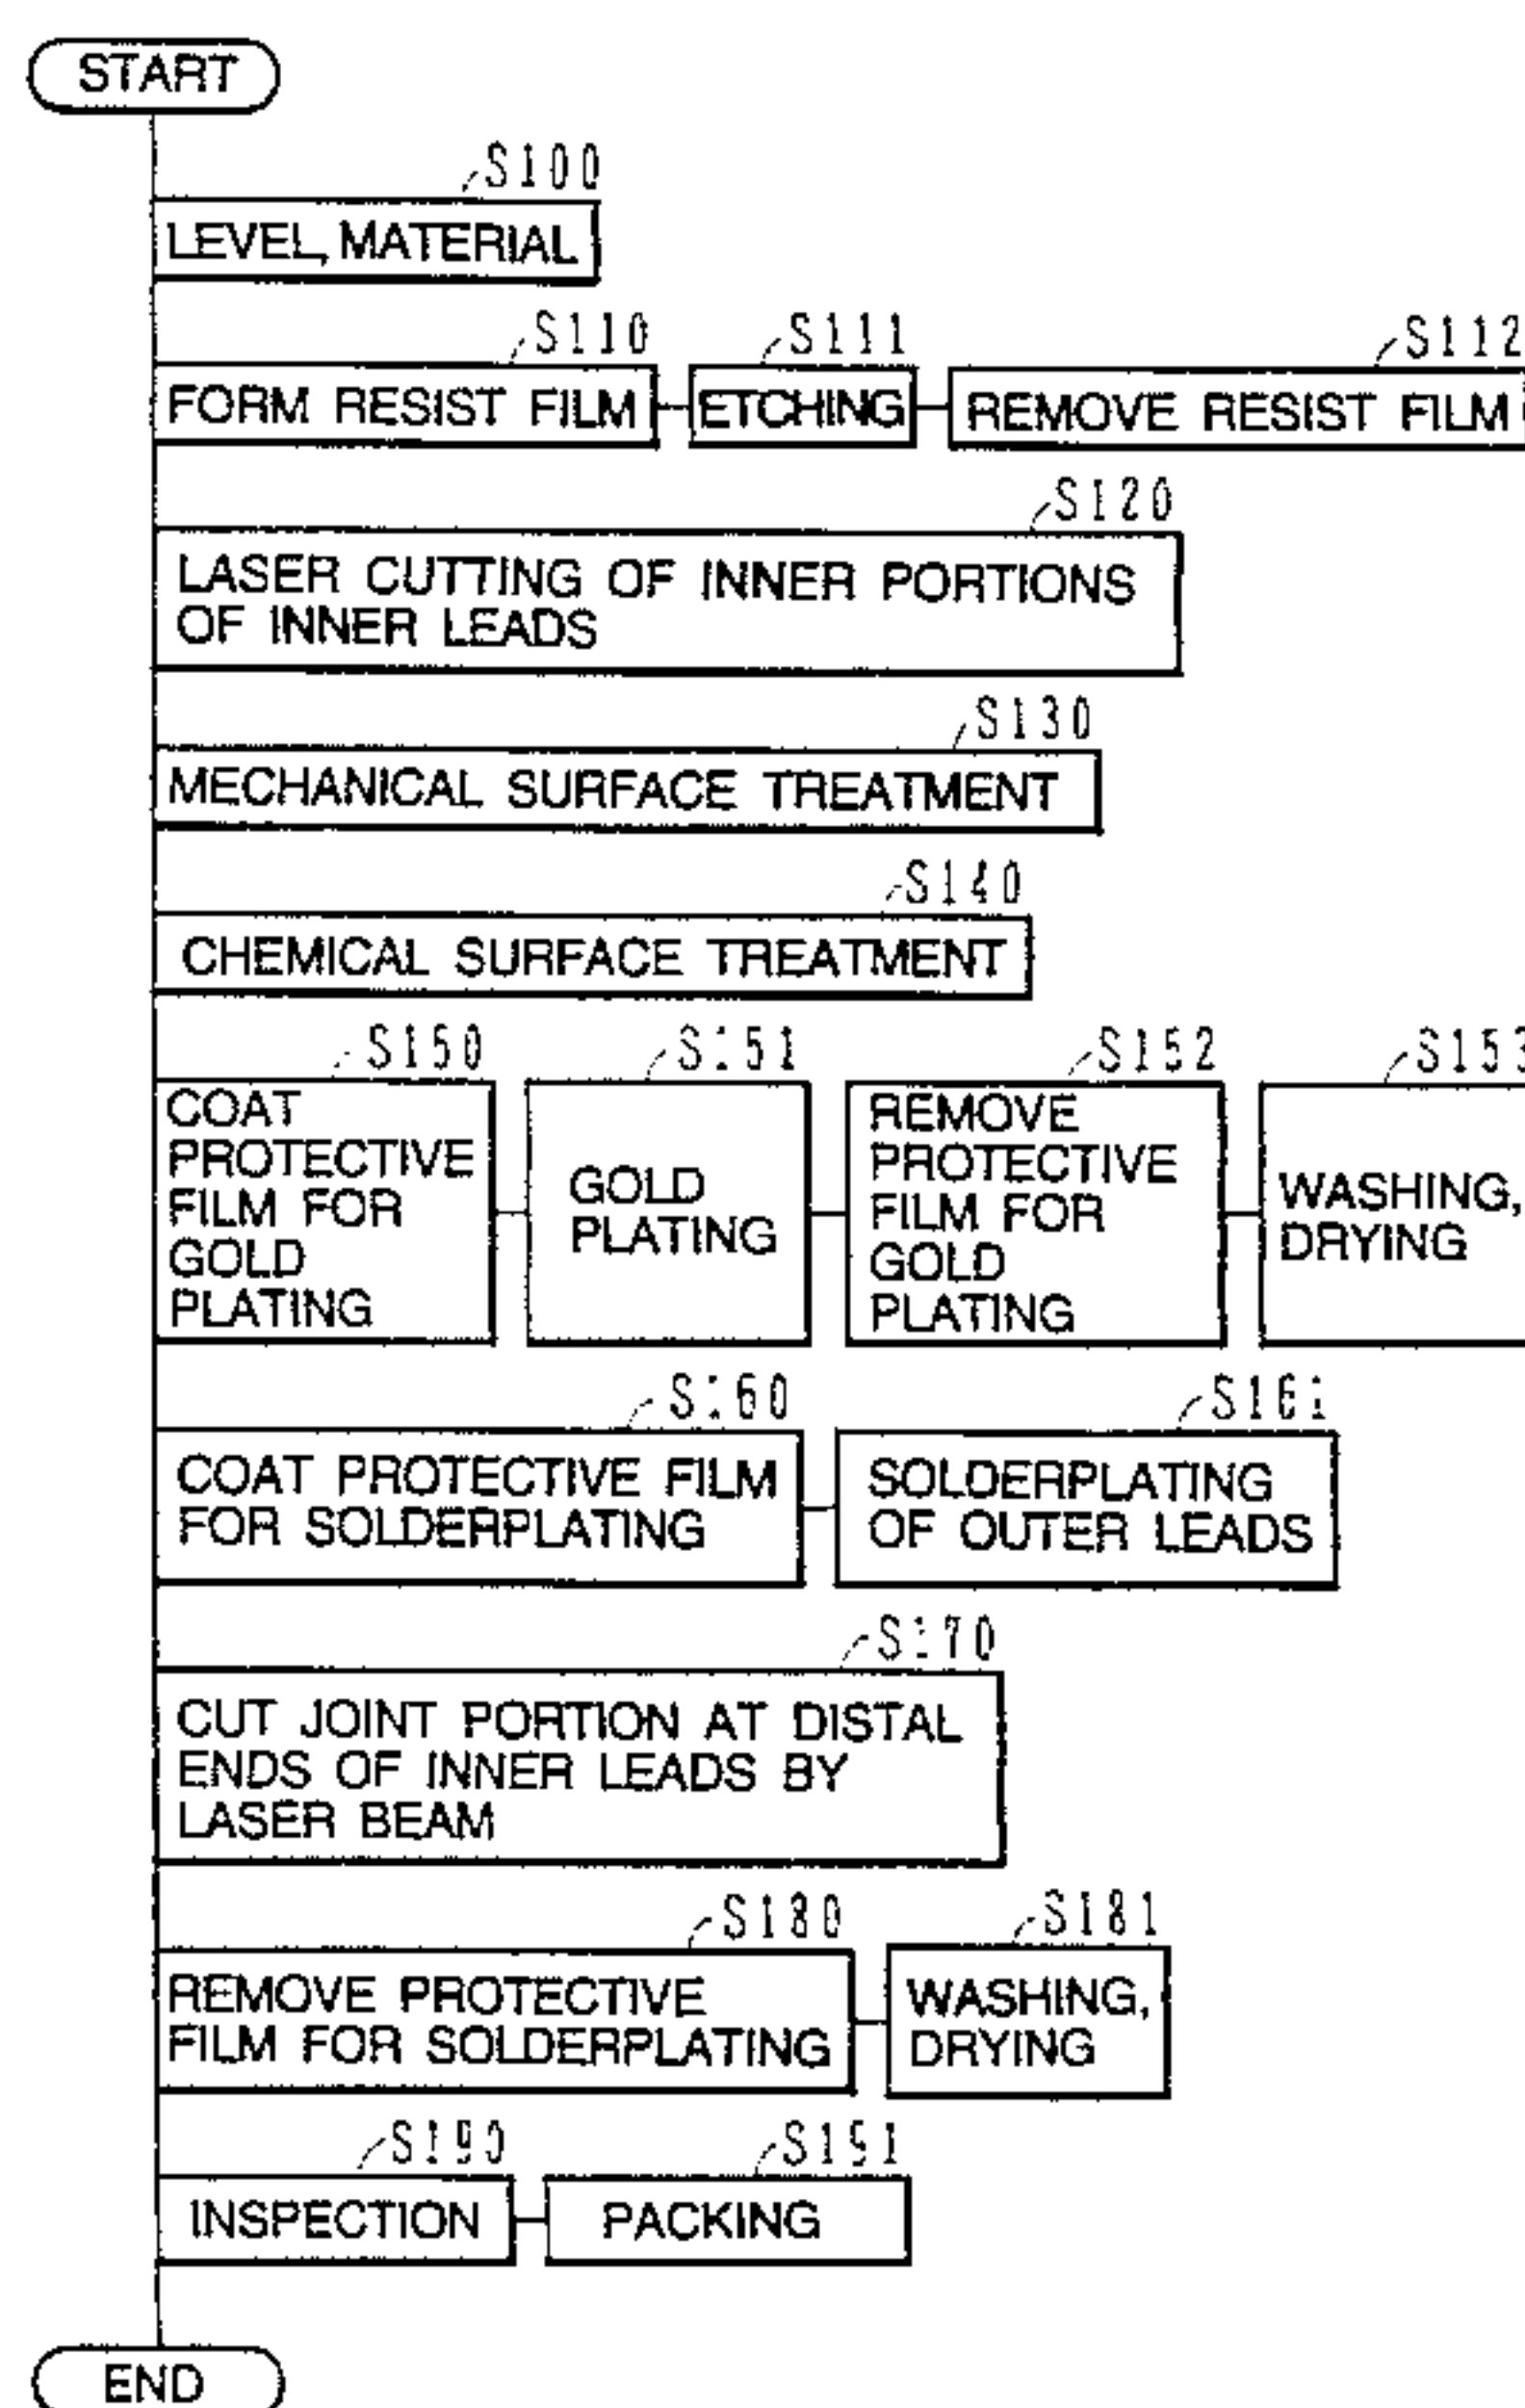 START
S100
LEVEL, MATERIAL
S110 S111 S112
FORM RESIST FILM ETCHING REMOVE RESIST FILM
S120
LASER CUTTING OF INNER PORTIONS
OF INNER LEADS
S130
MECHANICAL SURFACE TREATMENT
S140
CHEMICAL SURFACE TREATMENT
S150
COAT
PROTECTIVE
FILM FOR
GOLD
PLATING
S151
GOLD
PLATING
S152
REMOVE
PROTECTIVE
FILM FOR
GOLD
PLATING
S153
WASHING,
DRYING
S160
COAT PROTECTIVE FILM
FOR SOLDERPLATING
S161
SOLDERPLATING
OF OUTER LEADS
S170
CUT JOINT PORTION AT DISTAL
ENDS OF INNER LEADS BY
LASER BEAM
S180
REMOVE PROTECTIVE
FILM FOR SOLDERPLATING
S181
WASHING,
DRYING
S190 S191
INSPECTION PACKING
END